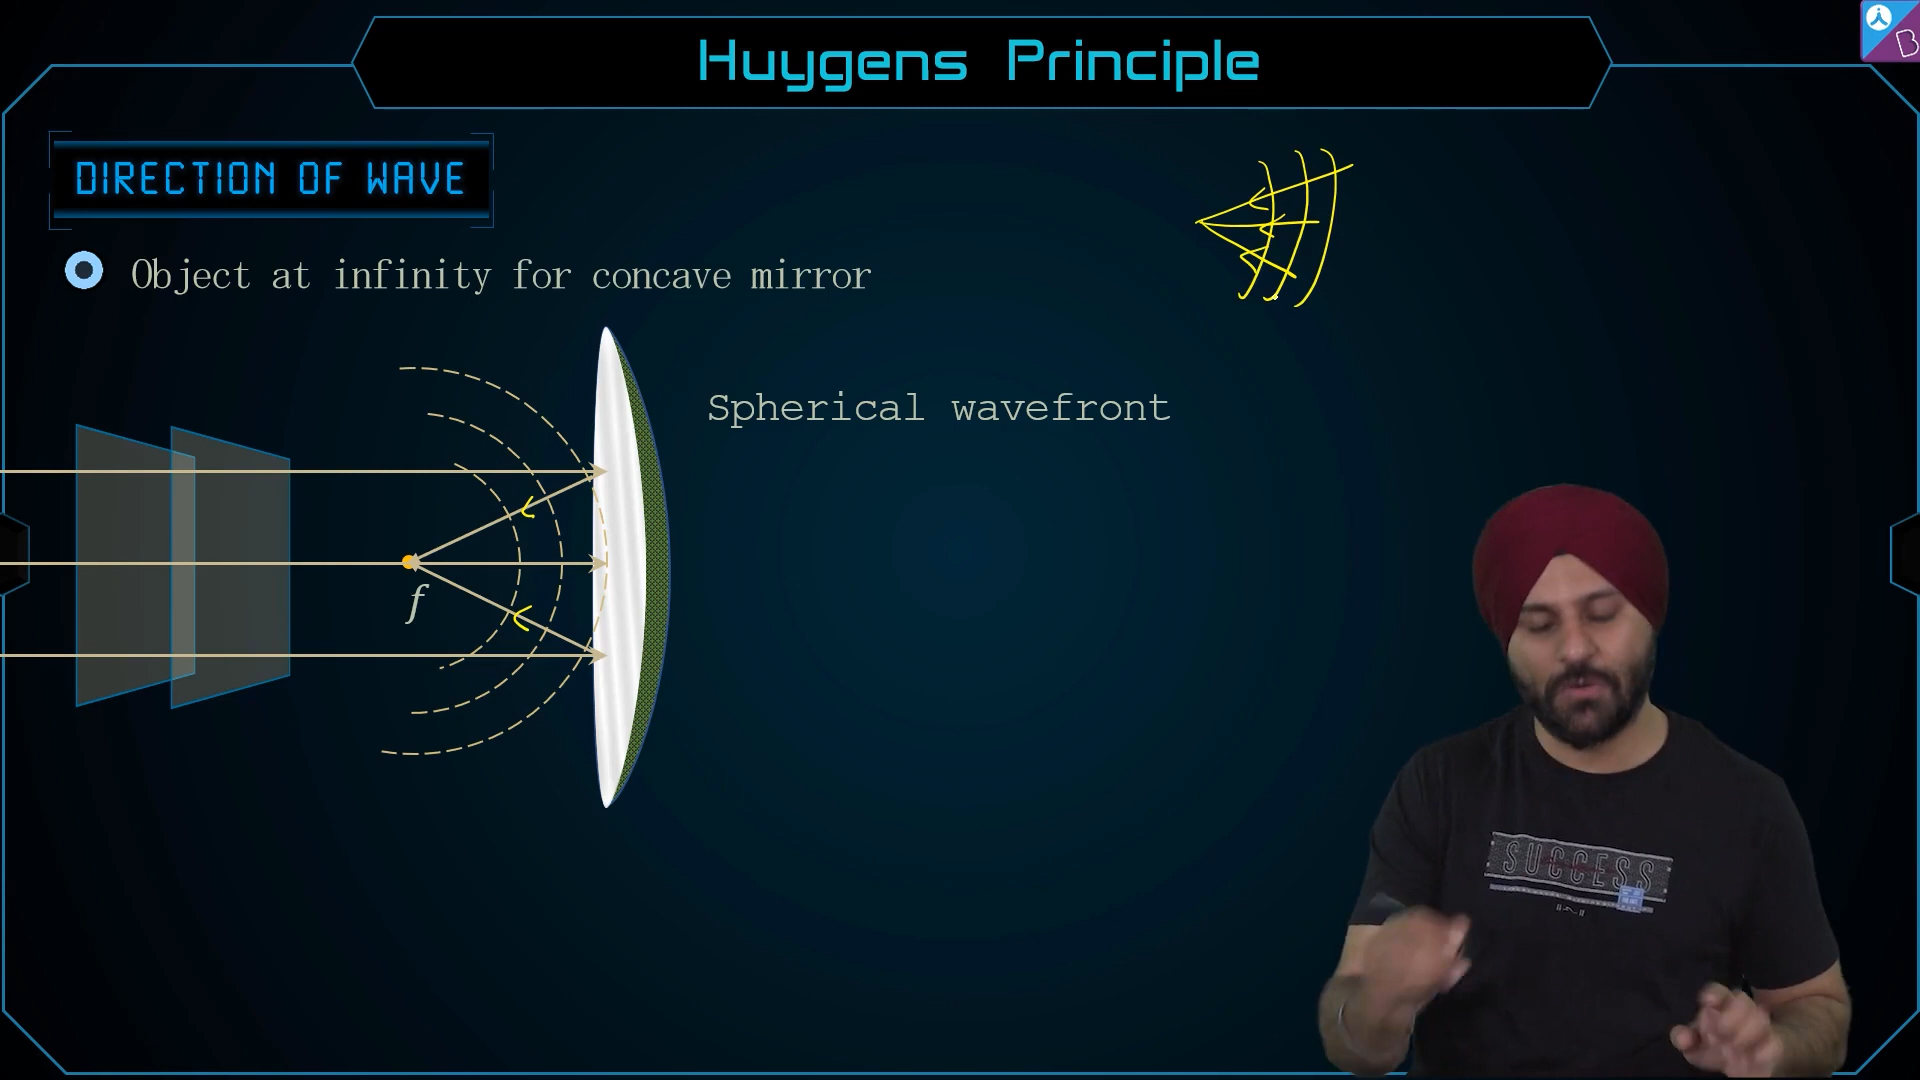 Huygens Principle
B
DIRECTION OF WAVE
Object at infinity for concave mirror
Spherical wavefront
f
SUCCESS